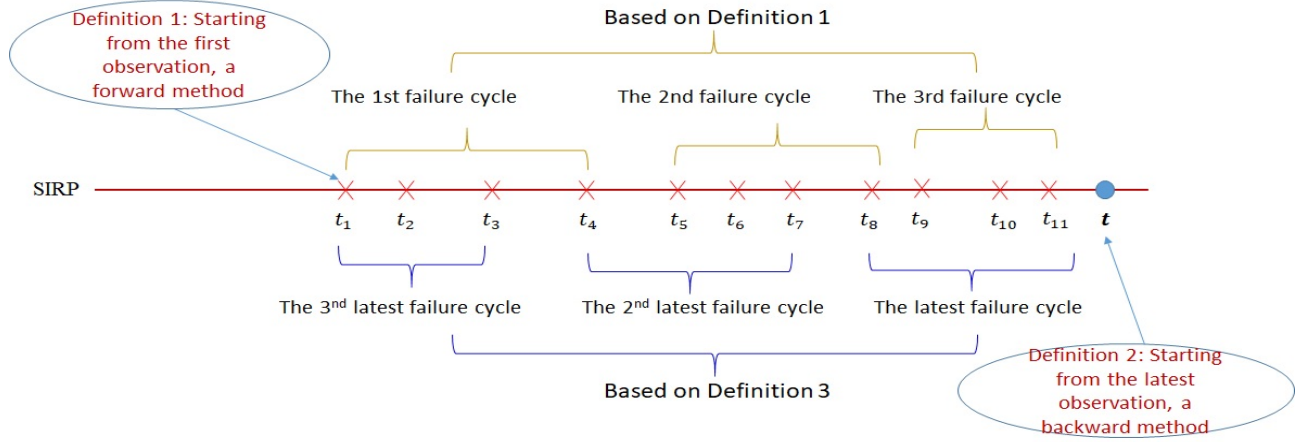 Definition 1: Starting
from the first
observation, a
forward method
Based on Definition 1
The 1st failure cycle
The 2nd failure cycle
The 3rd failure cycle
SIRP
t₁ t₂ t₃ t₄ t₅ t₆ t₇ t₈ t₉ t₁₀ t₁₁ t
The 3ⁿᵈ latest failure cycle
The 2ⁿᵈ latest failure cycle
The latest failure cycle
Based on Definition 3
Definition 2: Starting
from the latest
observation, a
backward method